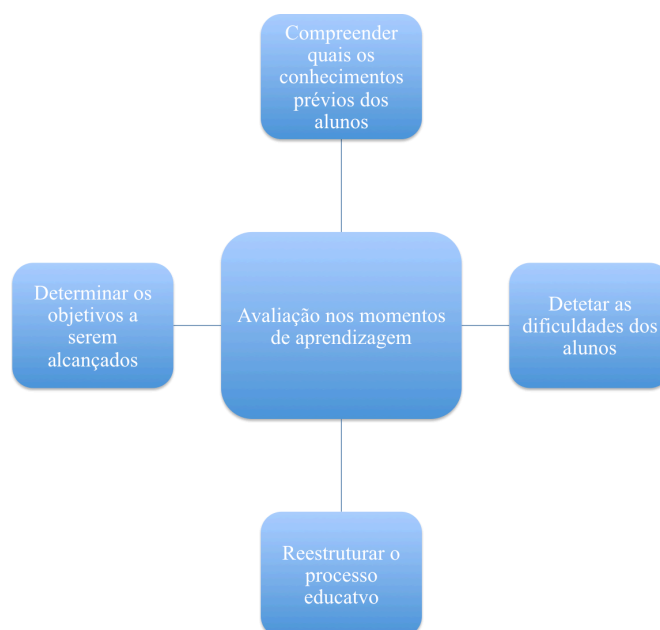 Compreender
quais os
conhecimentos
prévios dos
alunos
Determinar os
objetivos a
serem
alcançados
Avaliação nos momentos
de aprendizagem
Detetar as
dificuldades dos
alunos
Reestruturar o
processo
educatvo